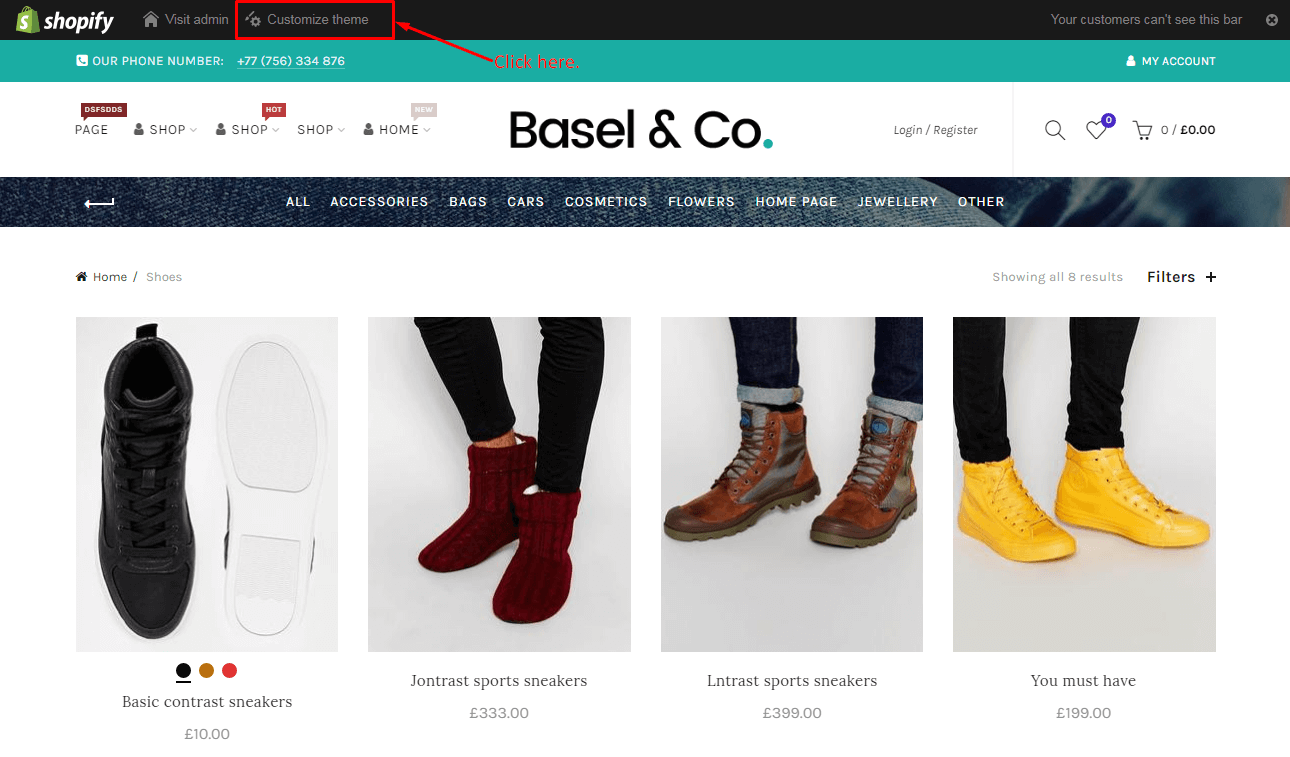 shopify Visit admin Customize theme Your customers can't see this bar
Click here.
OUR PHONE NUMBER: +77 (756) 334 876 MY ACCOUNT
DSFSDDS HOT NEW
PAGE SHOP SHOP SHOP HOME Basel & Co. Login / Register 0 0 / £0.00
ALL ACCESSORIES BAGS CARS COSMETICS FLOWERS HOME PAGE JEWELLERY OTHER
Home / Shoes Showing all 8 results Filters +
Basic contrast sneakers
£10.00
Jontrast sports sneakers
£333.00
Lntrast sports sneakers
£399.00
You must have
£199.00